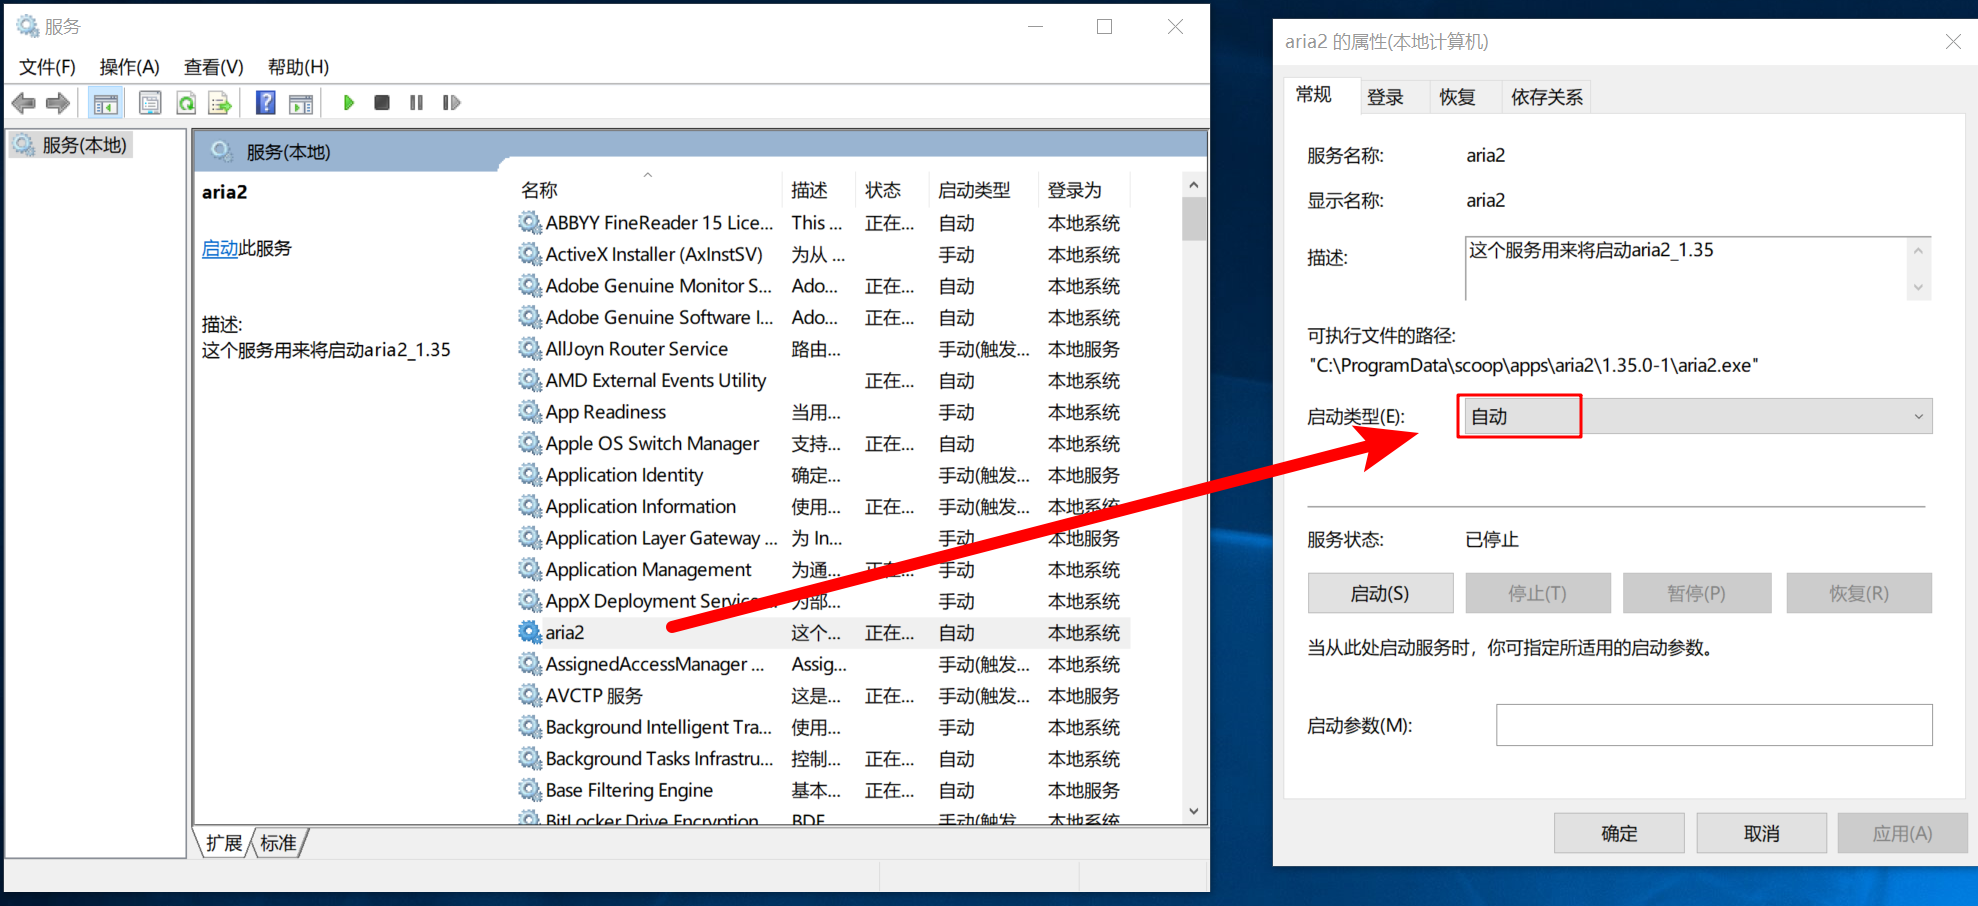 服务
文件(F) 操作(A) 查看(V) 帮助(H)
服务(本地)
服务(本地)
aria2
启动此服务
描述:
这个服务用来将启动aria2_1.35
名称 描述 状态 启动类型 登录为
ABBYY FineReader 15 Lice... This ... 正在... 自动 本地系统
ActiveX Installer (AxInstSV) 为从 ... 手动 本地系统
Adobe Genuine Monitor S... Ado... 正在... 自动 本地系统
Adobe Genuine Software I... Ado... 正在... 自动 本地系统
AllJoyn Router Service 路由... 手动(触发... 本地服务
AMD External Events Utility 正在... 自动 本地系统
App Readiness 当用... 手动 本地系统
Apple OS Switch Manager 支持... 正在... 自动 本地系统
Application Identity 确定... 手动(触发... 本地服务
Application Information 使用... 正在... 手动(触发... 本地系统
Application Layer Gateway ... 为 In... 手动 本地服务
Application Management 为通... 正在... 手动 本地系统
AppX Deployment Service... 为部... 手动 本地系统
aria2 这个... 正在... 自动 本地系统
AssignedAccessManager ... Assig... 手动(触发... 本地系统
AVCTP 服务 这是... 正在... 手动(触发... 本地服务
Background Intelligent Tra... 使用... 手动 本地系统
Background Tasks Infrastru... 控制... 正在... 自动 本地系统
Base Filtering Engine 基本... 正在... 自动 本地服务
BitLocker Drive Encryption BDE 手动(触发 本地系统
扩展 标准
aria2 的属性(本地计算机)
常规 登录 恢复 依存关系
服务名称: aria2
显示名称: aria2
描述: 这个服务用来将启动aria2_1.35
可执行文件的路径:
"C:\ProgramData\scoop\apps\aria2\1.35.0-1\aria2.exe"
启动类型(E): 自动
服务状态: 已停止
启动(S) 停止(T) 暂停(P) 恢复(R)
当从此处启动服务时，你可指定所适用的启动参数。
启动参数(M):
确定 取消 应用(A)